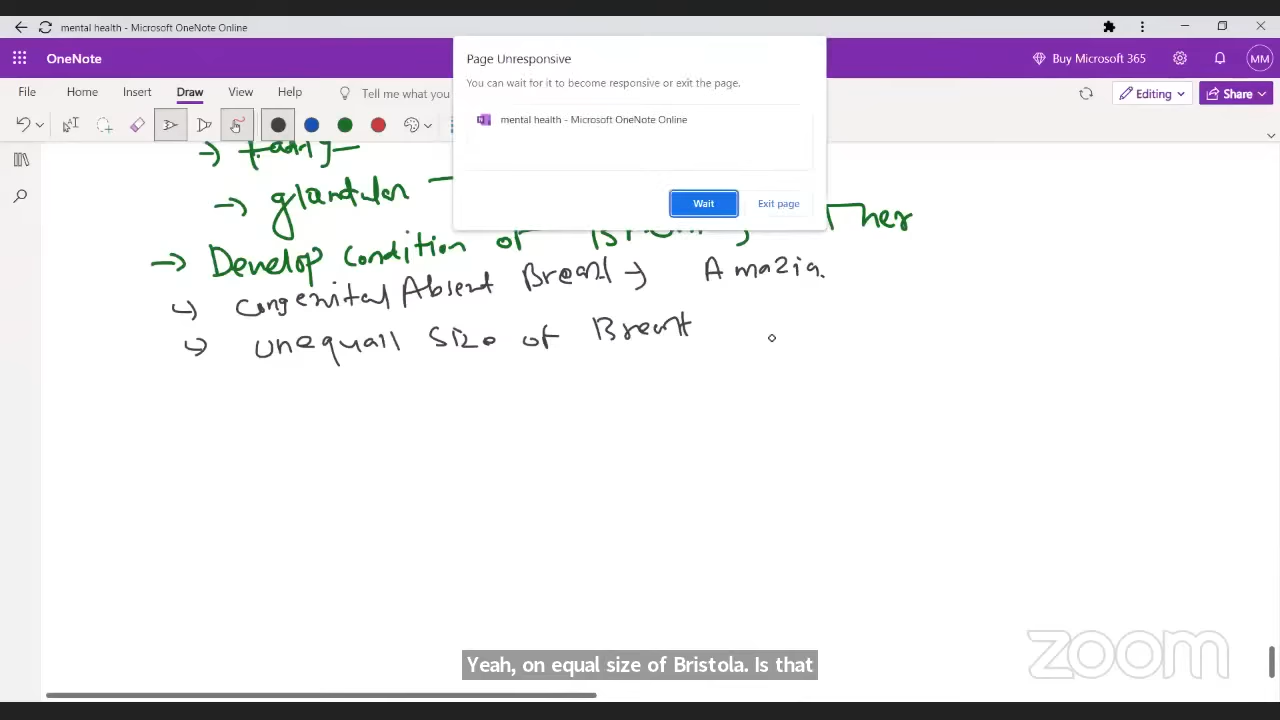 mental health - Microsoft OneNote Online
OneNote
Buy Microsoft 365
MM
File Home Insert Draw View Help Tell me what you
Editing Share
Page Unresponsive
You can wait for it to become responsive or exit the page.
mental health - Microsoft OneNote Online
Wait Exit page
→ glandular —
→ Develop condition of
↳ Congenital Absent Breast → Amazia.
↳ unequall size of Breast
Yeah, on equal size of Bristola. Is that
zoom